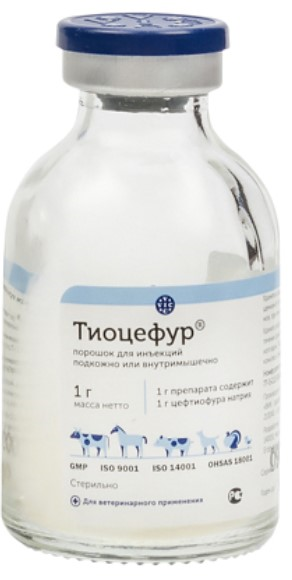 Тиоцефур®
порошок для инъекций
подкожно или внутримышечно
1 г
масса нетто
1 г препарата содержит
1 г цефтиофура натрия
GMP ISO 9001 ISO 14001 OHSAS 18001
Стерильно
Для ветеринарного применения